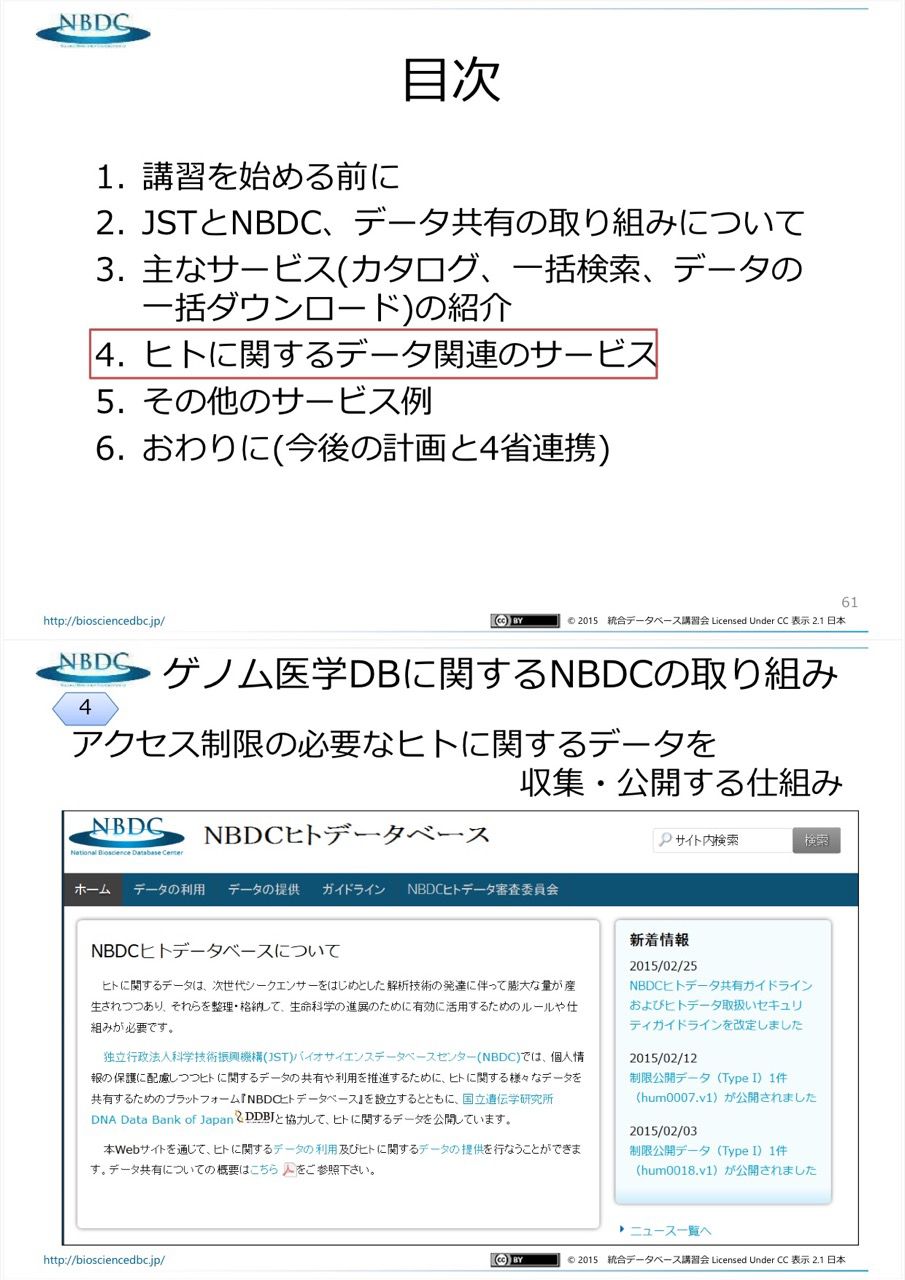 NBDC
目次
1. 講習を始める前に
2. JSTとNBDC、データ共有の取り組みについて
3. 主なサービス(カタログ、一括検索、データの
一括ダウンロード)の紹介
4. ヒトに関するデータ関連のサービス
5. その他のサービス例
6. おわりに(今後の計画と4省連携)
61
http://biosciencedbc.jp/
cc BY
© 2015 統合データベース講習会 Licensed Under CC 表示 2.1 日本
NBDC
ゲノム医学DBに関するNBDCの取り組み
4
アクセス制限の必要なヒトに関するデータを
収集・公開する仕組み
NBDC
National Bioscience Database Center
NBDCヒトデータベース
サイト内検索
検索
ホーム データの利用 データの提供 ガイドライン NBDCヒトデータ審査委員会
NBDCヒトデータベースについて
ヒトに関するデータは、次世代シークエンサーをはじめとした解析技術の発達に伴って膨大な量が産
生されつつあり、それらを整理・格納して、生命科学の進展のために有効に活用するためのルールや仕
組みが必要です。
独立行政法人科学技術振興機構(JST)バイオサイエンスデータベースセンター(NBDC)では、個人情
報の保護に配慮しつつヒトに関するデータの共有や利用を推進するために、ヒトに関する様々なデータを
共有するためのプラットフォーム『NBDCヒトデータベース』を設立するとともに、国立遺伝学研究所
DNA Data Bank of Japan DDBJと協力して、ヒトに関するデータを公開しています。
本Webサイトを通じて、ヒトに関するデータの利用及びヒトに関するデータの提供を行なうことができま
す。データ共有についての概要はこちら をご参照下さい。
新着情報
2015/02/25
NBDCヒトデータ共有ガイドライン
およびヒトデータ取扱いセキュリ
ティガイドラインを改定しました
2015/02/12
制限公開データ（Type I）1件
（hum0007.v1）が公開されました
2015/02/03
制限公開データ（Type I）1件
（hum0018.v1）が公開されました
ニュース一覧へ
http://biosciencedbc.jp/
cc BY
© 2015 統合データベース講習会 Licensed Under CC 表示 2.1 日本